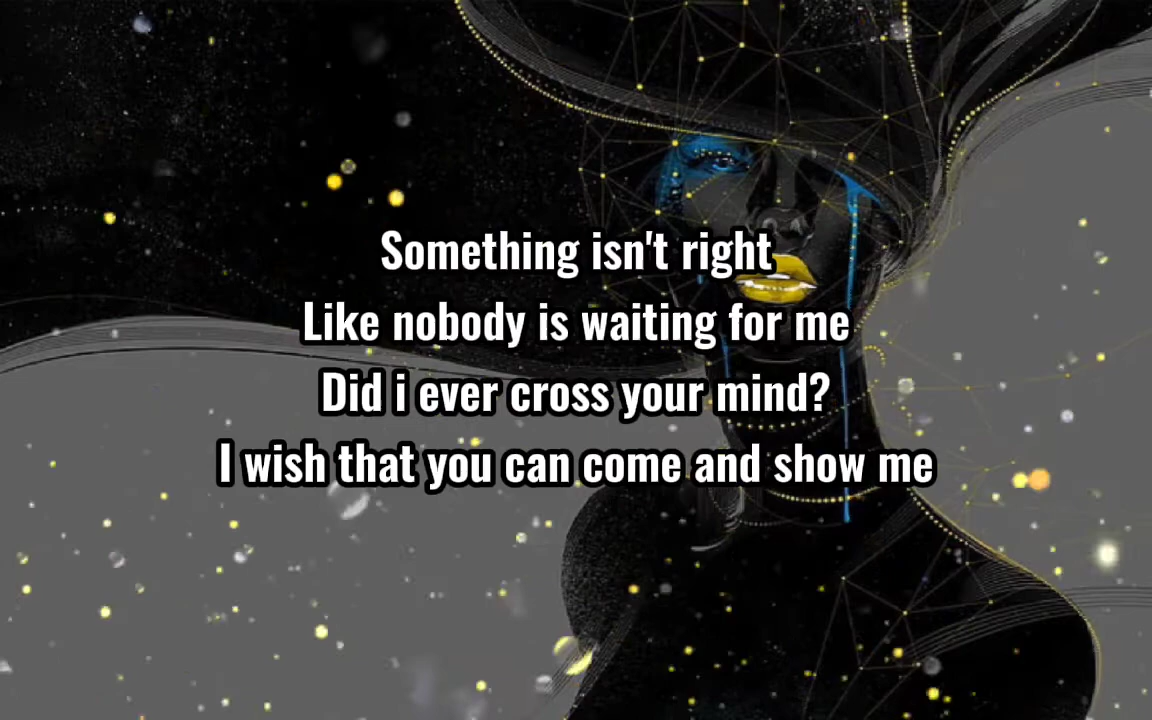 Something isn't right
Like nobody is waiting for me
Did i ever cross your mind?
I wish that you can come and show me